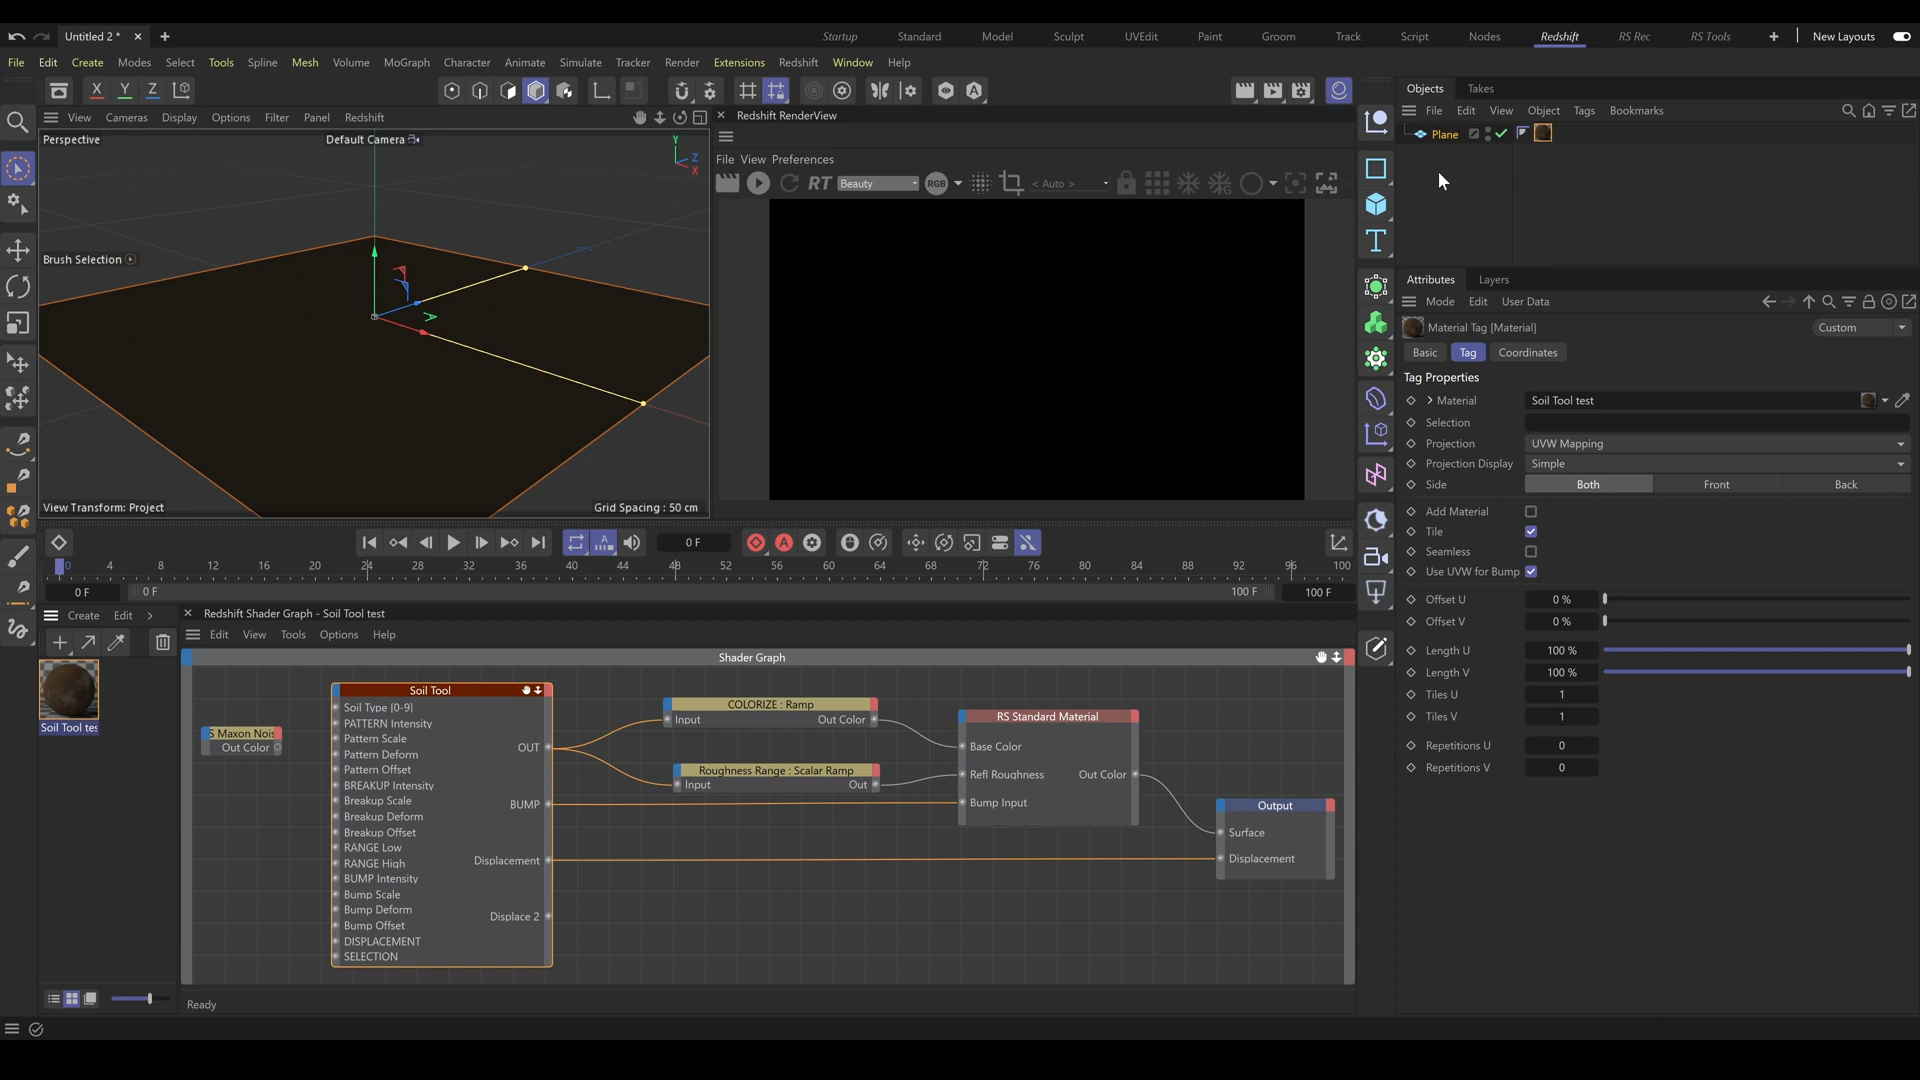 Untitled 2 *
Startup Standard Model Sculpt UVEdit Paint Groom Track Script Nodes Redshift RS Rec RS Tools New Layouts
File Edit Create Modes Select Tools Spline Mesh Volume MoGraph Character Animate Simulate Tracker Render Extensions Redshift Window Help
X Y Z
View Cameras Display Options Filter Panel Redshift
Perspective
Default Camera
Y
Z
X
Brush Selection
View Transform: Project
Grid Spacing : 50 cm
Redshift RenderView
File View Preferences
RT Beauty RGB < Auto >
Objects Takes
File Edit View Object Tags Bookmarks
Plane
Attributes Layers
Mode Edit User Data
Material Tag [Material]
Custom
Basic Tag Coordinates
Tag Properties
Material Soil Tool test
Selection
Projection UVW Mapping
Projection Display Simple
Side Both Front Back
Add Material
Tile
Seamless
Use UVW for Bump
Offset U 0 %
Offset V 0 %
Length U 100 %
Length V 100 %
Tiles U 1
Tiles V 1
Repetitions U 0
Repetitions V 0
0 F
0 4 8 12 16 20 24 28 32 36 40 44 48 52 56 60 64 68 72 76 80 84 88 92 96 100
0 F 0 F 100 F 100 F
Create Edit
Soil Tool tes
Redshift Shader Graph - Soil Tool test
Edit View Tools Options Help
Shader Graph
S Maxon Nois
Out Color
Soil Tool
Soil Type [0-9]
PATTERN Intensity
Pattern Scale
Pattern Deform
Pattern Offset
BREAKUP Intensity
Breakup Scale
Breakup Deform
Breakup Offset
RANGE Low
RANGE High
BUMP Intensity
Bump Scale
Bump Deform
Bump Offset
DISPLACEMENT
SELECTION
OUT
BUMP
Displacement
Displace 2
COLORIZE : Ramp
Input Out Color
Roughness Range : Scalar Ramp
Input Out
RS Standard Material
Base Color
Refl Roughness Out Color
Bump Input
Output
Surface
Displacement
Ready